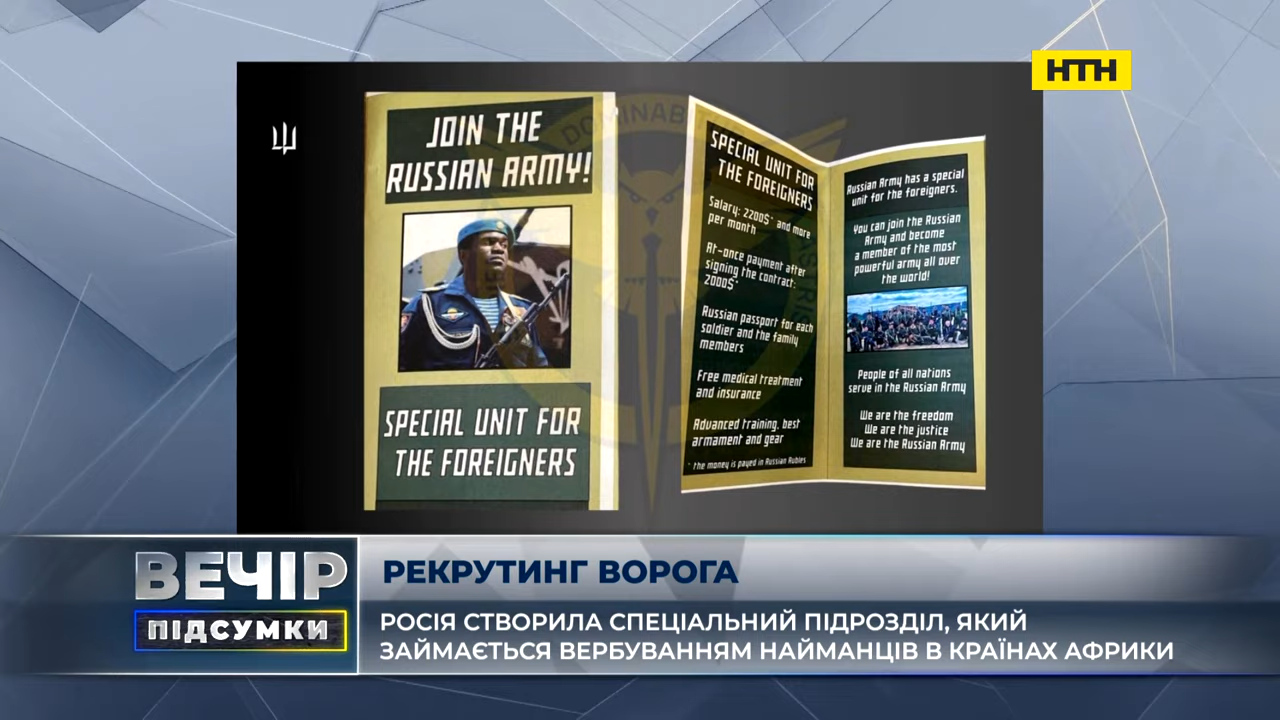 НТН
DOMINAB
JOIN THE
RUSSIAN ARMY!
SPECIAL UNIT FOR
THE FOREIGNERS
SPECIAL UNIT FOR
THE FOREIGNERS
Salary: 2200$* and more
per month
At-once payment after
signing the contract:
2000$*
Russian passport for each
soldier and the family
members
Free medical treatment
and insurance
Advanced training, best
armament and gear
* the money is payed in Russian Rubles
Russian Army has a special
unit for the foreigners.
You can join the Russian
Army and become
a member of the most
powerful army all over
the world!
People of all nations
serve in the Russian Army
We are the freedom
We are the justice
We are the Russian Army
ВЕЧІР
ПІДСУМКИ
РЕКРУТИНГ ВОРОГА
РОСІЯ СТВОРИЛА СПЕЦІАЛЬНИЙ ПІДРОЗДІЛ, ЯКИЙ
ЗАЙМАЄТЬСЯ ВЕРБУВАННЯМ НАЙМАНЦІВ В КРАЇНАХ АФРИКИ